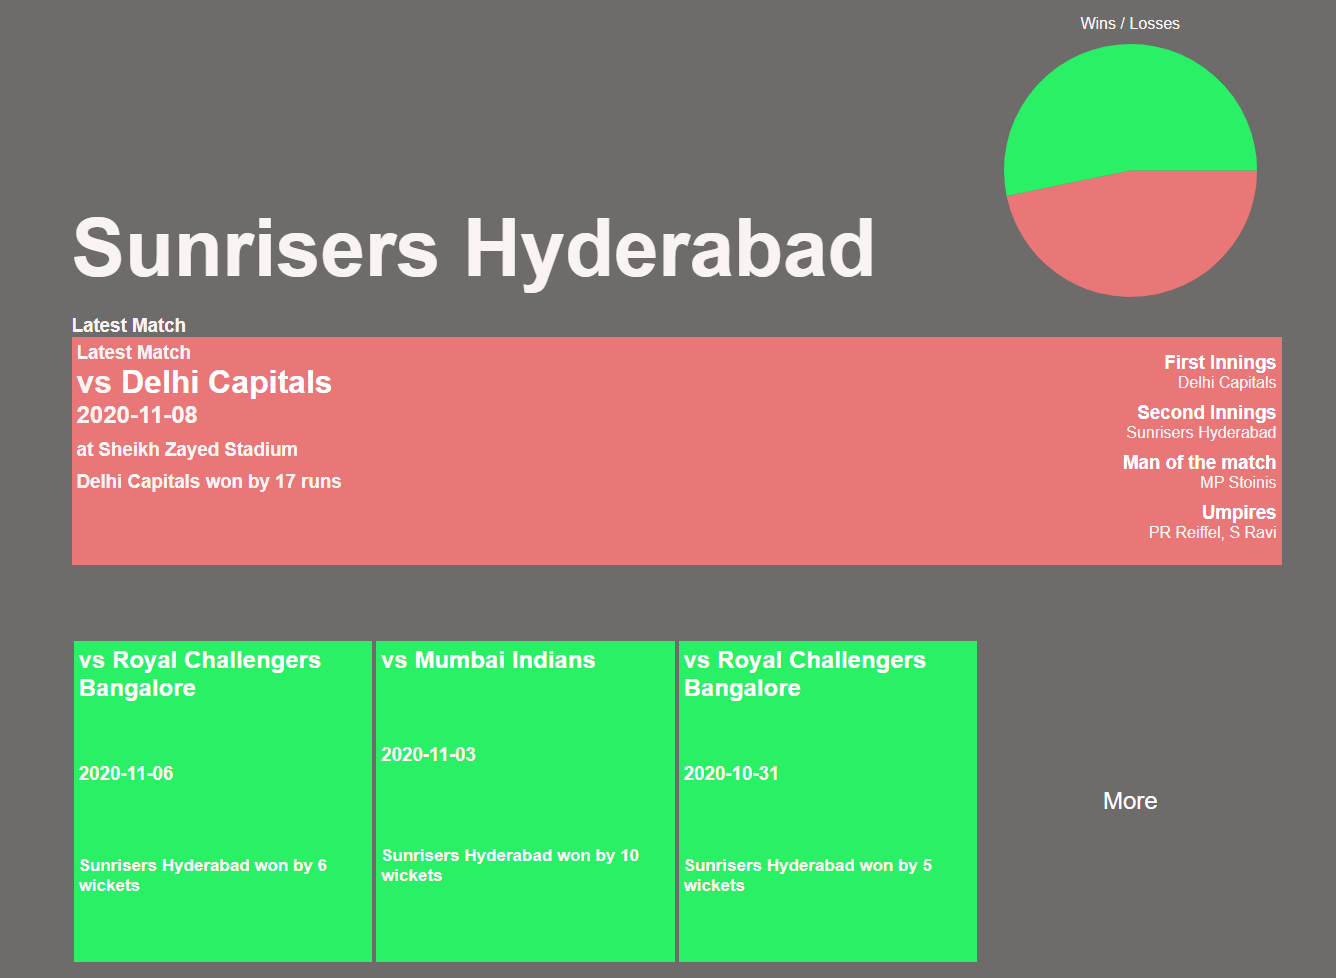 Wins / Losses
Sunrisers Hyderabad
Latest Match
Latest Match
vs Delhi Capitals
2020-11-08
at Sheikh Zayed Stadium
Delhi Capitals won by 17 runs
First Innings
Delhi Capitals
Second Innings
Sunrisers Hyderabad
Man of the match
MP Stoinis
Umpires
PR Reiffel, S Ravi
vs Royal Challengers
Bangalore
2020-11-06
Sunrisers Hyderabad won by 6
wickets
vs Mumbai Indians
2020-11-03
Sunrisers Hyderabad won by 10
wickets
vs Royal Challengers
Bangalore
2020-10-31
Sunrisers Hyderabad won by 5
wickets
More